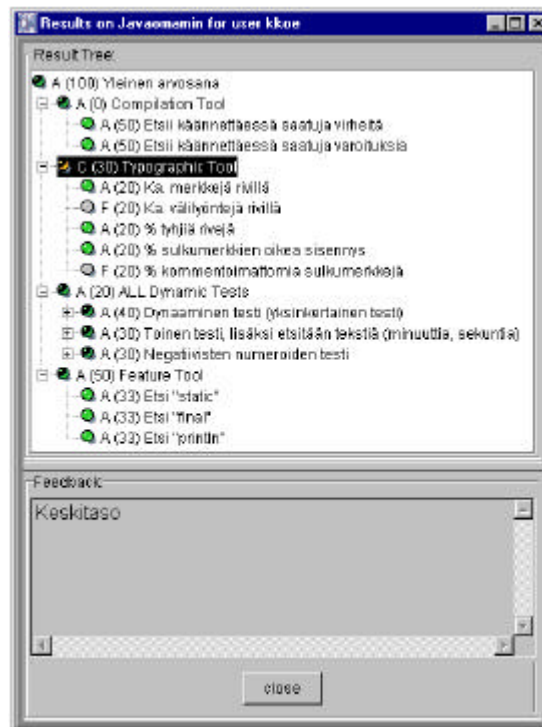 Results on Javaomamin for user kkoe
Result Tree:
A (100) Yleinen arvosana
A (0) Compilation Tool
A (50) Etsii käännettäessä saatuja virheitä
A (50) Etsii käännettäessä saatuja varoituksia
C (30) Typographic Tool
A (20) Ka. merkkejä rivillä
F (20) Ka. välilyöntejä rivillä
A (20) % tyhjiä rivejä
A (20) % sulkumerkkien oikea sisennys
F (20) % kommentoimattomia sulkumerkkejä
A (20) ALL Dynamic Tests
A (40) Dynaaminen testi (yksinkertainen testi)
A (30) Toinen testi, lisäksi etsitään tekstiä (minuuttia, sekuntia)
A (30) Negatiivisten numeroiden testi
A (50) Feature Tool
A (33) Etsi "static"
A (33) Etsi "final"
A (33) Etsi "println"
Feedback:
Keskitaso
close